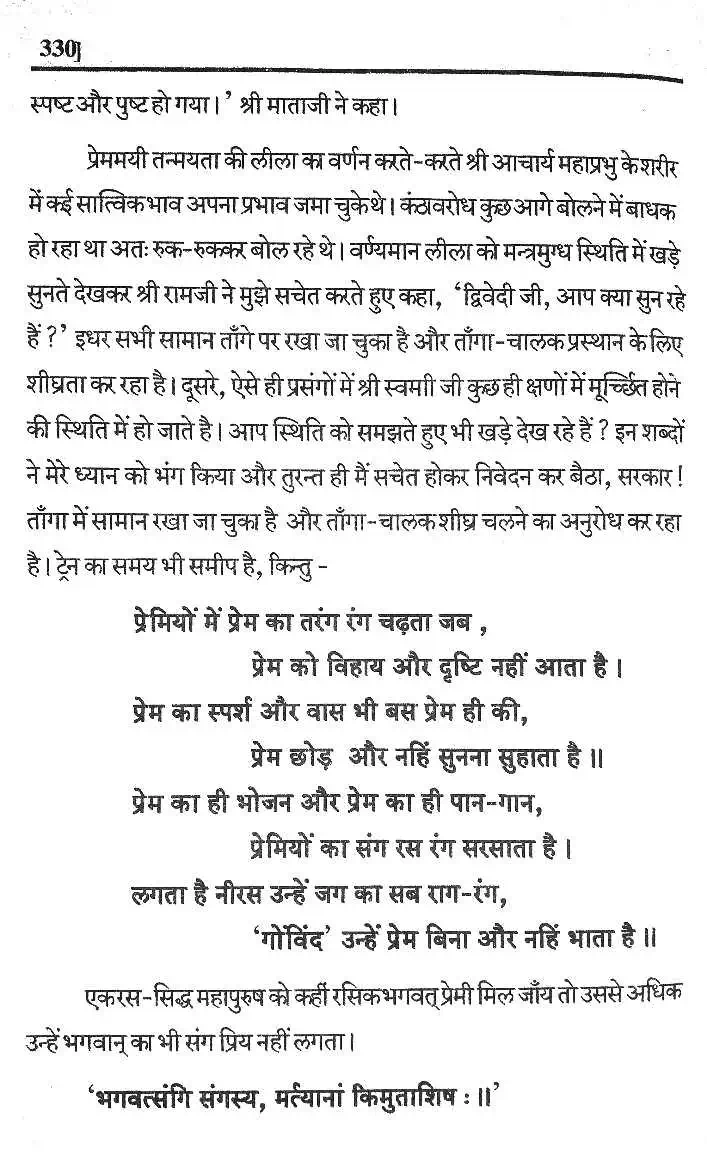 330]
स्पष्ट और पुष्ट हो गया।' श्री माताजी ने कहा।
प्रेममयी तन्मयता की लीला का वर्णन करते-करते श्री आचार्य महाप्रभु के शरीर
में कई सात्विक भाव अपना प्रभाव जमा चुके थे। कंठावरोध कुछ आगे बोलने में बाधक
हो रहा था अतः रुक-रुककर बोल रहे थे। वर्ण्यमान लीला को मन्त्रमुग्ध स्थिति में खड़े
सुनते देखकर श्री रामजी ने मुझे सचेत करते हुए कहा, 'द्विवेदी जी, आप क्या सुन रहे
हैं ?' इधर सभी सामान ताँगे पर रखा जा चुका है और ताँगा-चालक प्रस्थान के लिए
शीघ्रता कर रहा है। दूसरे, ऐसे ही प्रसंगों में श्री स्वमाी जी कुछ ही क्षणों में मूर्च्छित होने
की स्थिति में हो जाते है। आप स्थिति को समझते हुए भी खड़े देख रहे हैं ? इन शब्दों
ने मेरे ध्यान को भंग किया और तुरन्त ही मैं सचेत होकर निवेदन कर बैठा, सरकार !
ताँगा में सामान रखा जा चुका है और ताँगा-चालक शीघ्र चलने का अनुरोध कर रहा
है। ट्रेन का समय भी समीप है, किन्तु -
प्रेमियों में प्रेम का तरंग रंग चढ़ता जब ,
प्रेम को विहाय और दृष्टि नहीं आता है।
प्रेम का स्पर्श और वास भी बस प्रेम ही की,
प्रेम छोड़ और नहिं सुनना सुहाता है॥
प्रेम का ही भोजन और प्रेम का ही पान-गान,
प्रेमियों का संग रस रंग सरसाता है।
लगता है नीरस उन्हें जग का सब राग-रंग,
'गोंविंद' उन्हें प्रेम बिना और नहिं भाता है॥
एकरस-सिद्ध महापुरुष को कहीं रसिक भगवत् प्रेमी मिल जाँय तो उससे अधिक
उन्हें भगवान् का भी संग प्रिय नहीं लगता।
'भगवत्संगि संगस्य, मर्त्यानां किमुताशिष : ॥'